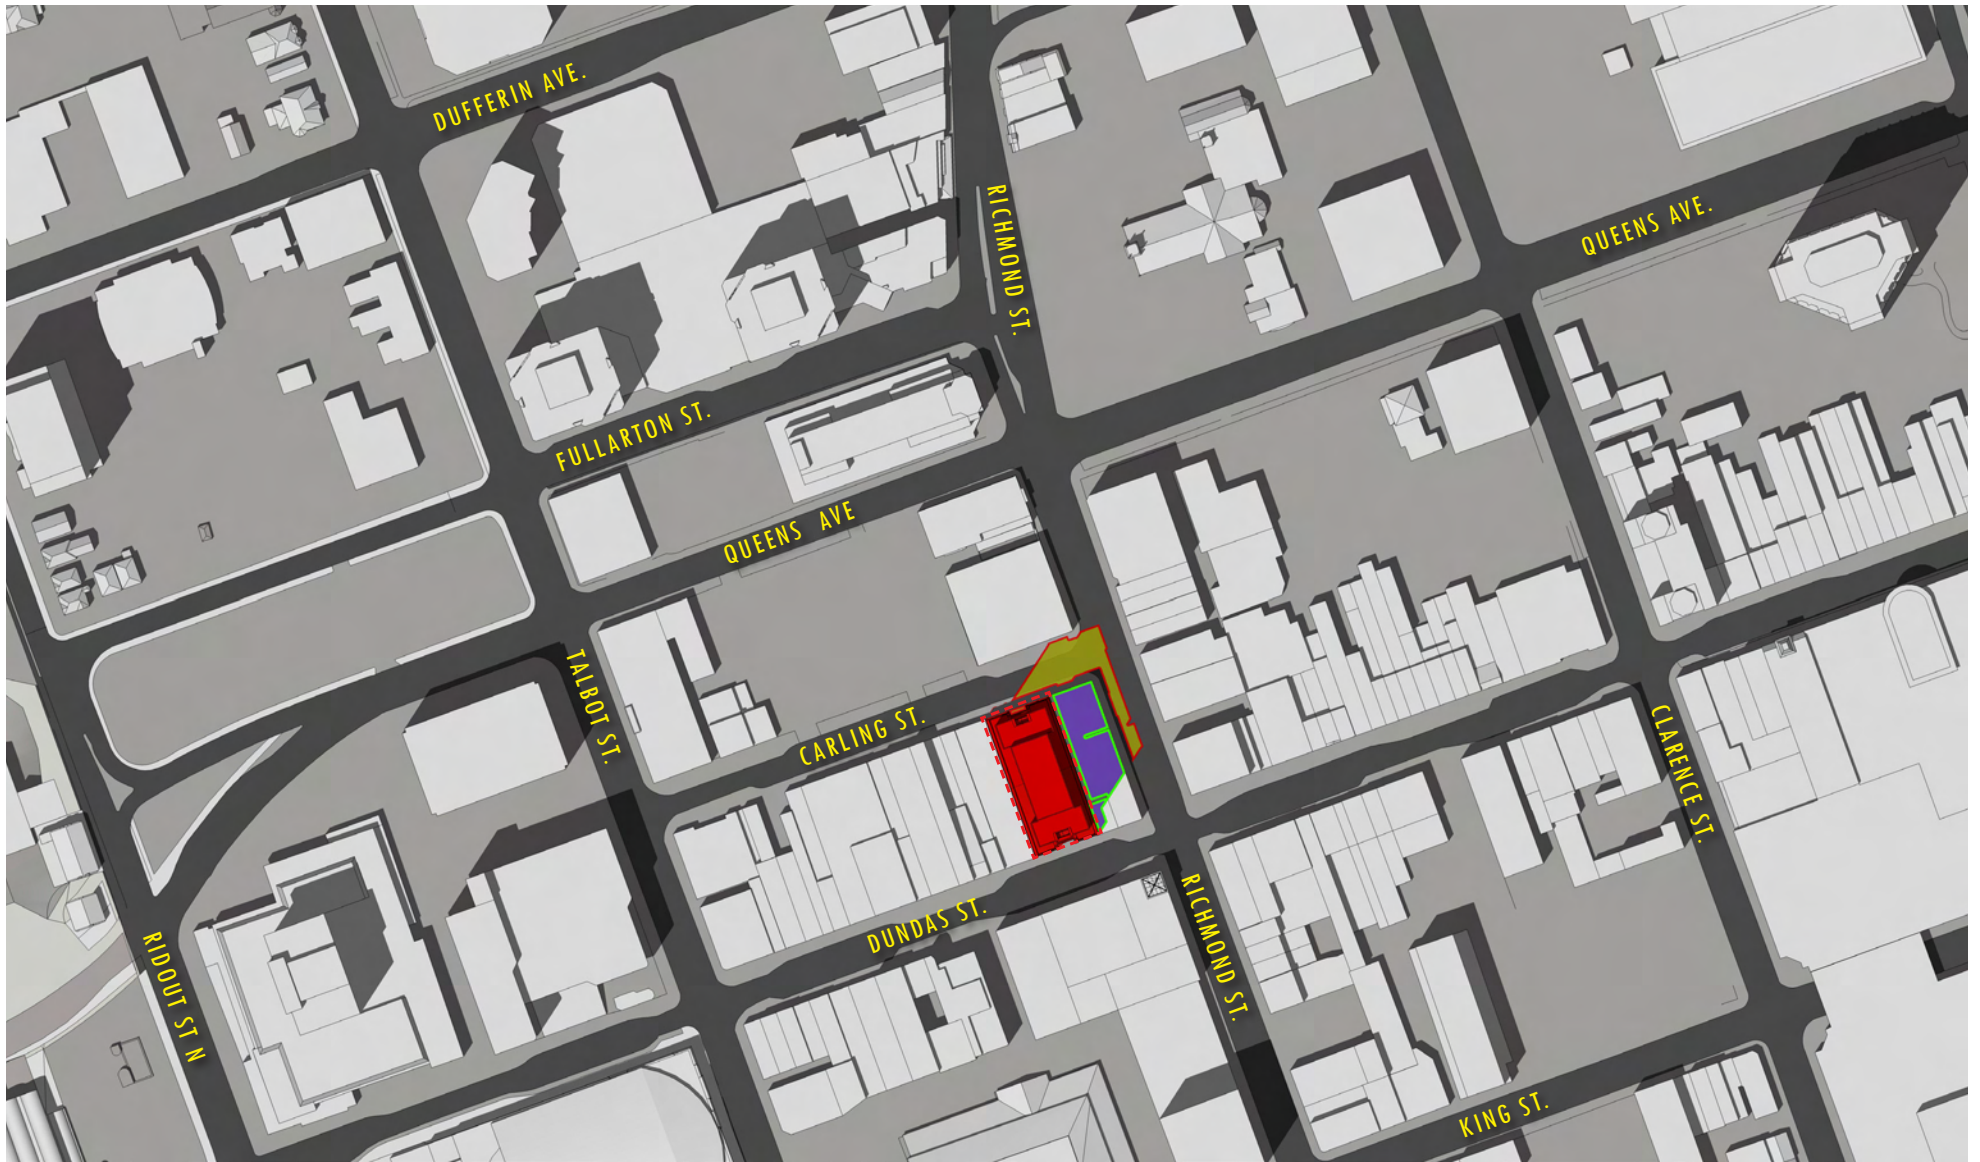 DUFFERIN AVE.
RICHMOND ST.
QUEENS AVE.
FULLARTON ST.
QUEENS AVE
TALBOT ST.
CARLING ST.
CLARENCE ST.
DUNDAS ST.
RICHMOND ST.
RIDOUT ST N
KING ST.